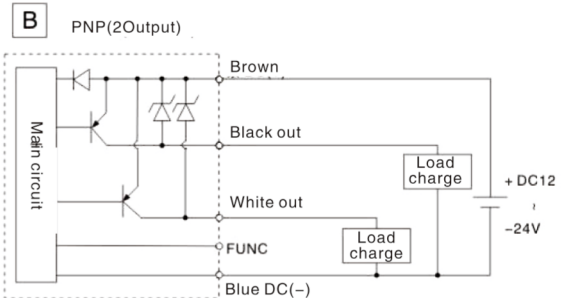 B
PNP(2Output)
Brown
Main circuit
Black out
Load
charge
+ DC12
~
−24V
White out
Load
charge
FUNC
Blue DC(−)